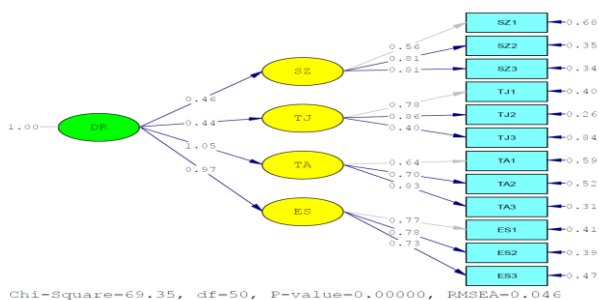 SZ1
0.68
0.56
SZ2
0.35
0.81
SZ
SZ3
0.34
0.81
0.46
TJ1
0.40
0.78
0.44
TJ
TJ2
0.26
0.86
1.00
DR
TJ3
0.84
0.40
1.05
TA1
0.59
0.64
TA
TA2
0.52
0.70
0.97
TA3
0.31
0.83
ES1
0.41
0.77
ES
ES2
0.39
0.78
ES3
0.47
0.73
Chi-Square=69.35, df=50, P-value=0.00000, RMSEA=0.046